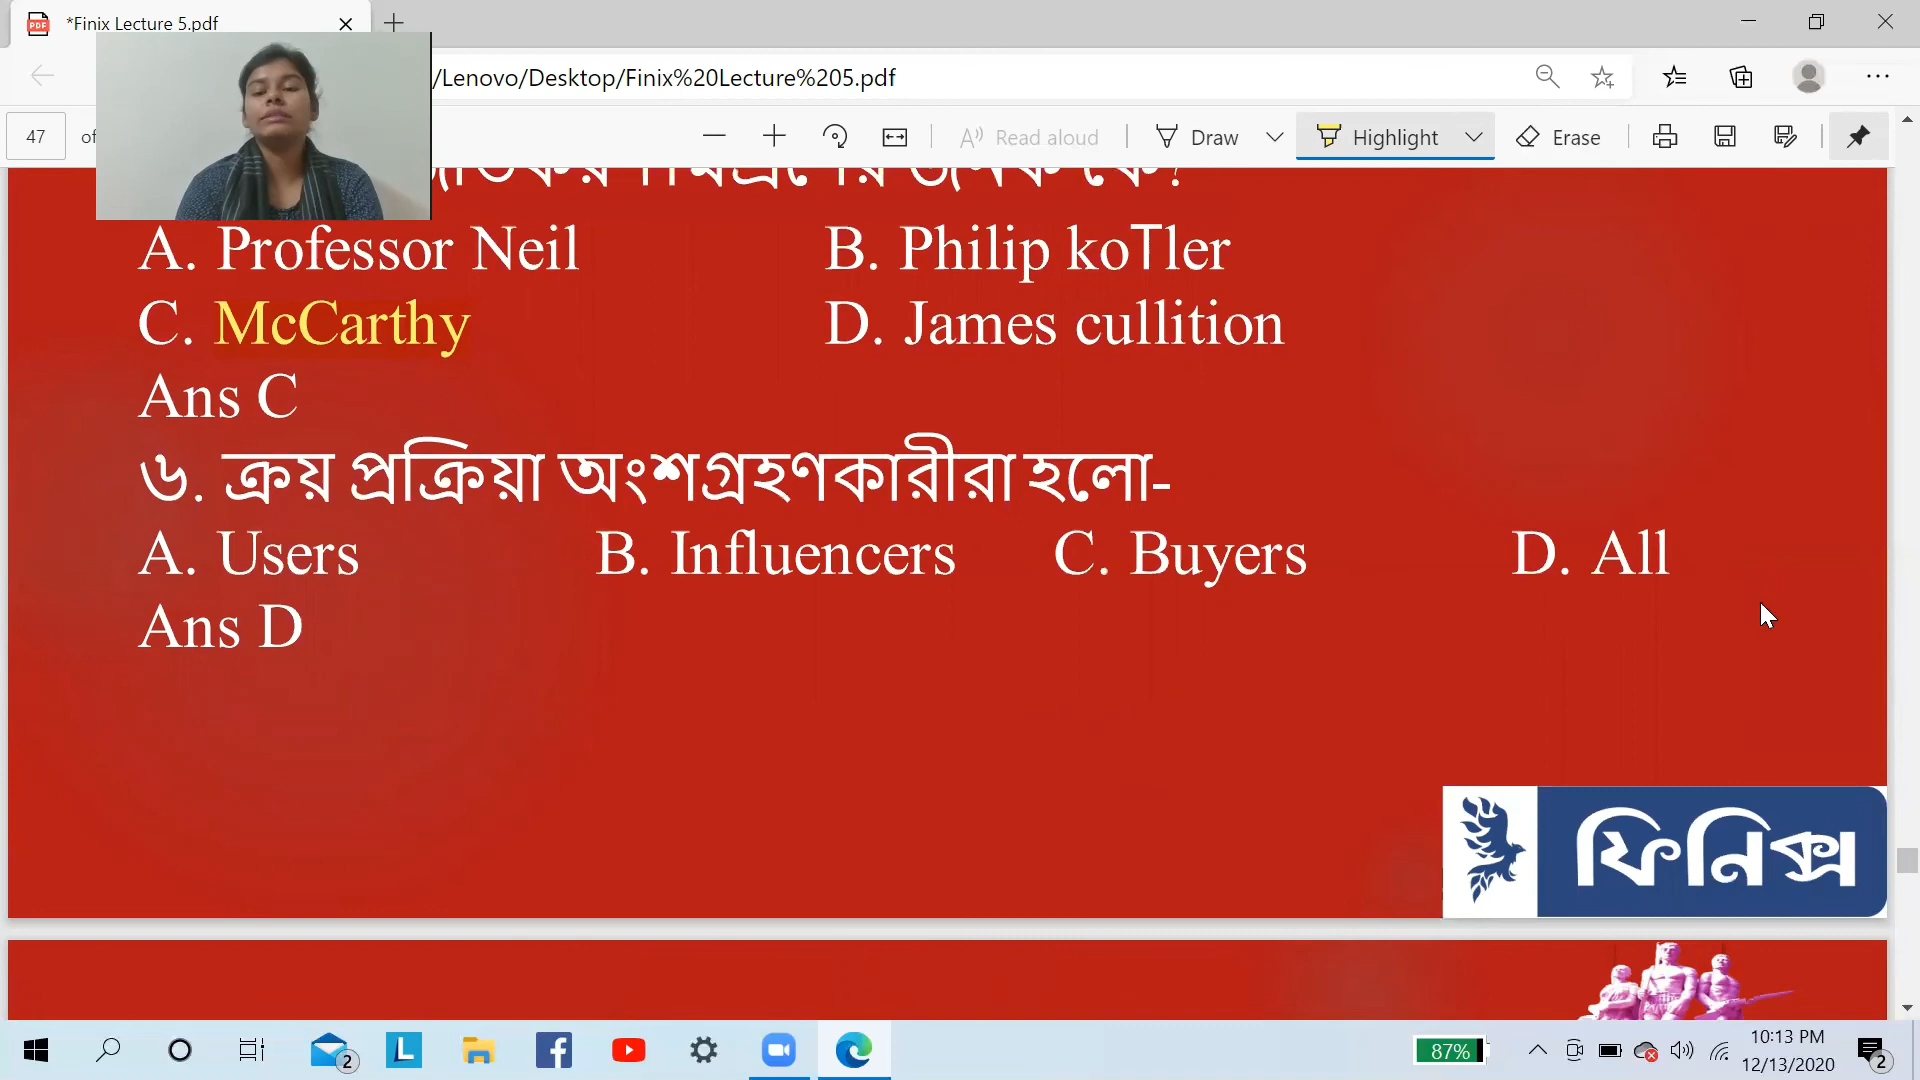 *Finix Lecture 5.pdf
/Lenovo/Desktop/Finix%20Lecture%205.pdf
47 of
Read aloud Draw Highlight Erase
A. Professor Neil B. Philip koTler
C. McCarthy D. James cullition
Ans C
৬. ক্রয় প্রক্রিয়া অংশগ্রহণকারীরা হলো-
A. Users B. Influencers C. Buyers D. All
Ans D
ফিনিক্স
87%
10:13 PM
12/13/2020
2
2